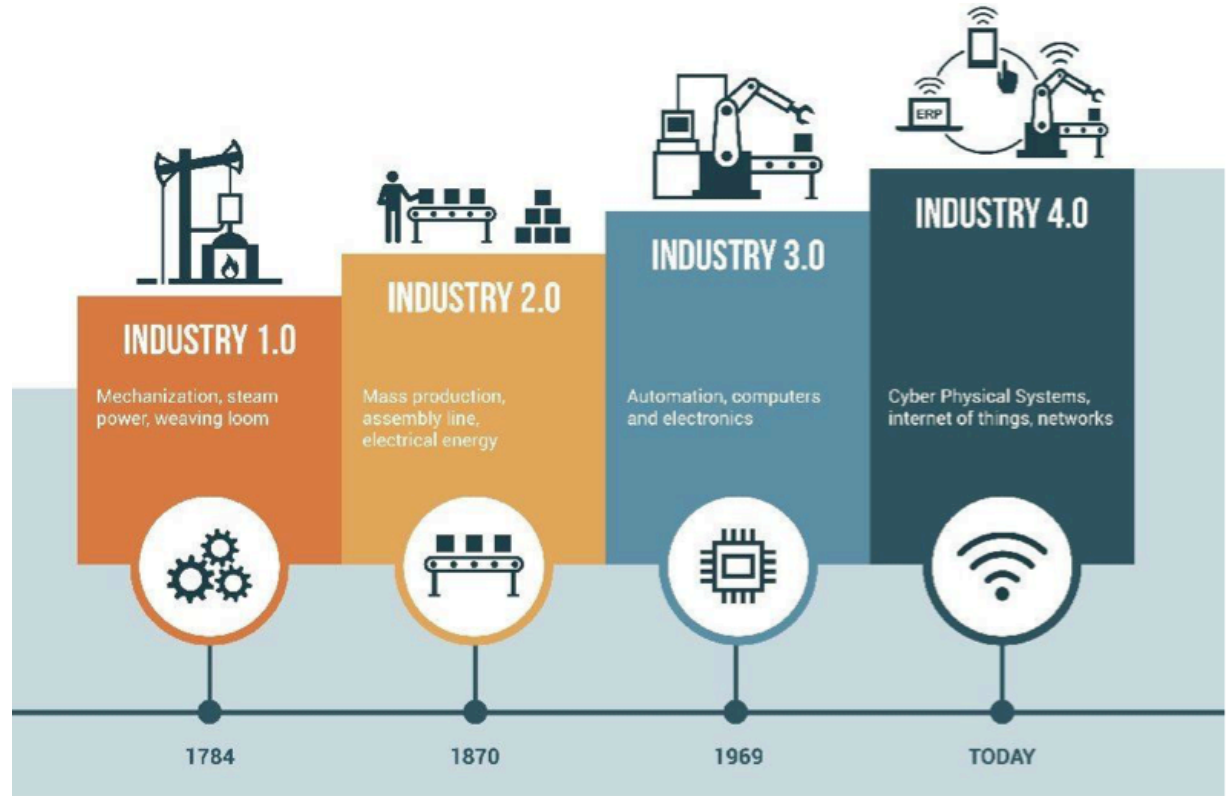 ERP
INDUSTRY 1.0
Mechanization, steam
power, weaving loom
INDUSTRY 2.0
Mass production,
assembly line,
electrical energy
INDUSTRY 3.0
Automation, computers
and electronics
INDUSTRY 4.0
Cyber Physical Systems,
internet of things, networks
1784
1870
1969
TODAY